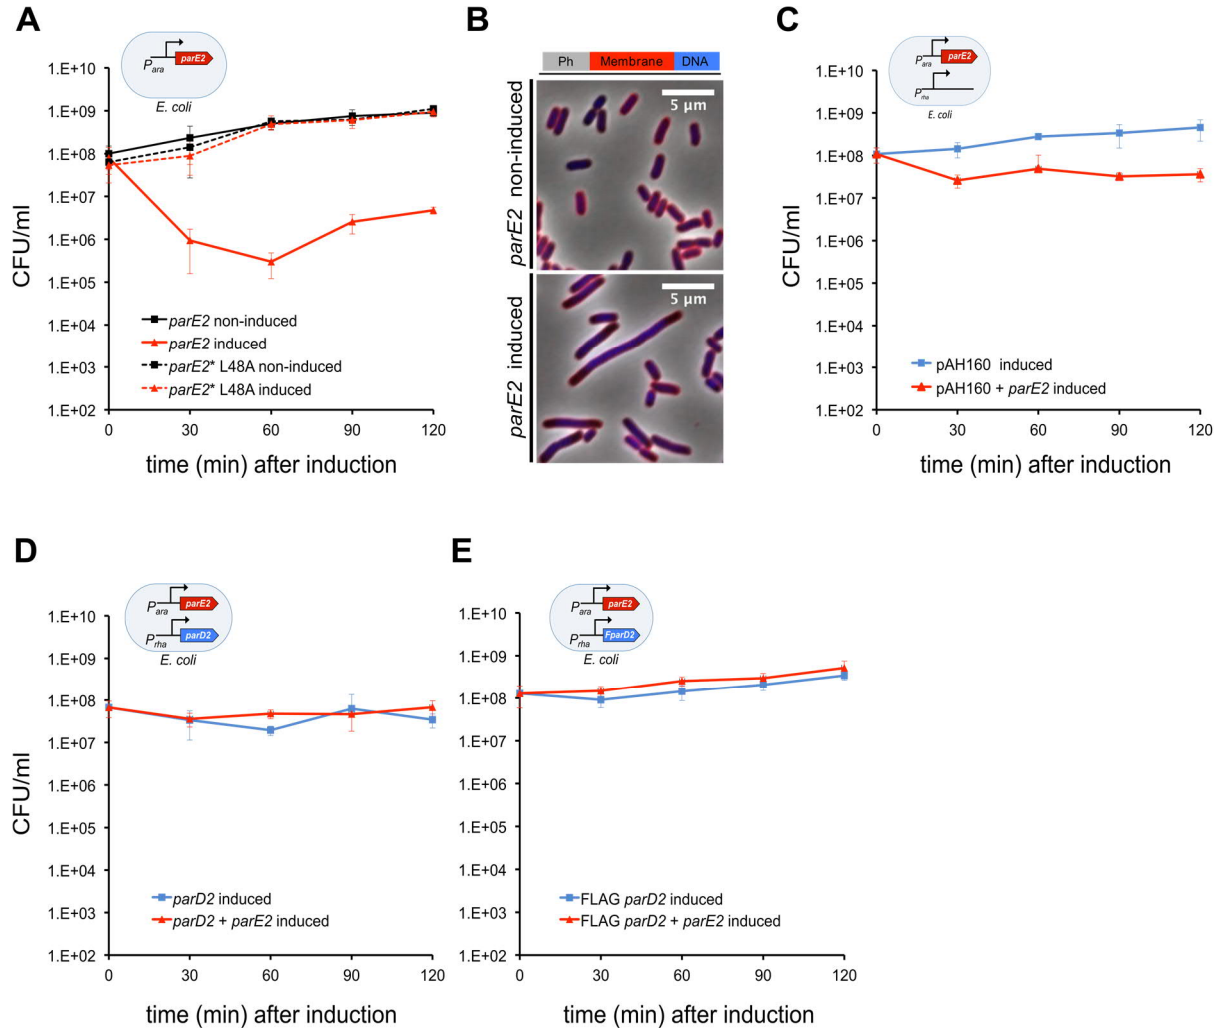 A
P ara
parE2
E. coli
1.E+10
1.E+09
1.E+08
1.E+07
1.E+06
1.E+05
1.E+04
1.E+03
1.E+02
CFU/ml
parE2 non-induced
parE2 induced
parE2* L48A non-induced
parE2* L48A induced
0 30 60 90 120
time (min) after induction
B
Ph Membrane DNA
parE2 non-induced
5 µm
parE2 induced
5 µm
C
P ara
parE2
P rha
E. coli
1.E+10
1.E+09
1.E+08
1.E+07
1.E+06
1.E+05
1.E+04
1.E+03
1.E+02
CFU/ml
pAH160 induced
pAH160 + parE2 induced
0 30 60 90 120
time (min) after induction
D
P ara
parE2
P rha
parD2
E. coli
1.E+10
1.E+09
1.E+08
1.E+07
1.E+06
1.E+05
1.E+04
1.E+03
1.E+02
CFU/ml
parD2 induced
parD2 + parE2 induced
0 30 60 90 120
time (min) after induction
E
P ara
parE2
P rha
FparD2
E. coli
1.E+10
1.E+09
1.E+08
1.E+07
1.E+06
1.E+05
1.E+04
1.E+03
1.E+02
FLAG parD2 induced
FLAG parD2 + parE2 induced
0 30 60 90 120
time (min) after induction